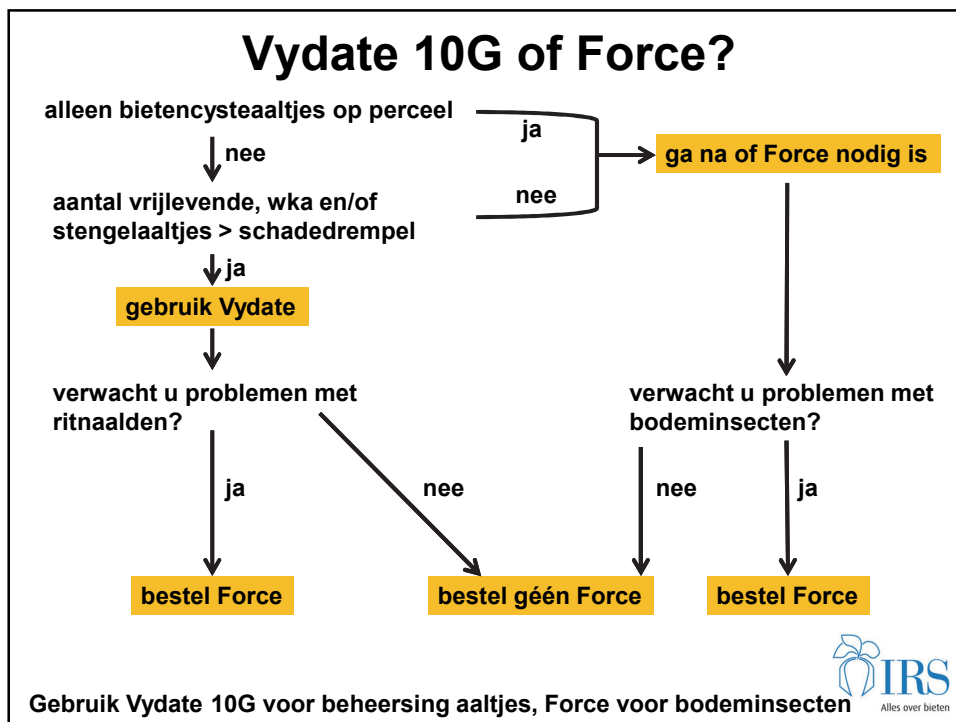 Vydate 10G of Force?
alleen bietencysteaaltjes op perceel
ja
nee
ga na of Force nodig is
nee
aantal vrijlevende, wka en/of
stengelaaltjes > schadedrempel
ja
gebruik Vydate
verwacht u problemen met
ritnaalden?
verwacht u problemen met
bodeminsecten?
ja
nee
nee
ja
bestel Force
bestel géén Force
bestel Force
Gebruik Vydate 10G voor beheersing aaltjes, Force voor bodeminsecten
IRS
Alles over bieten